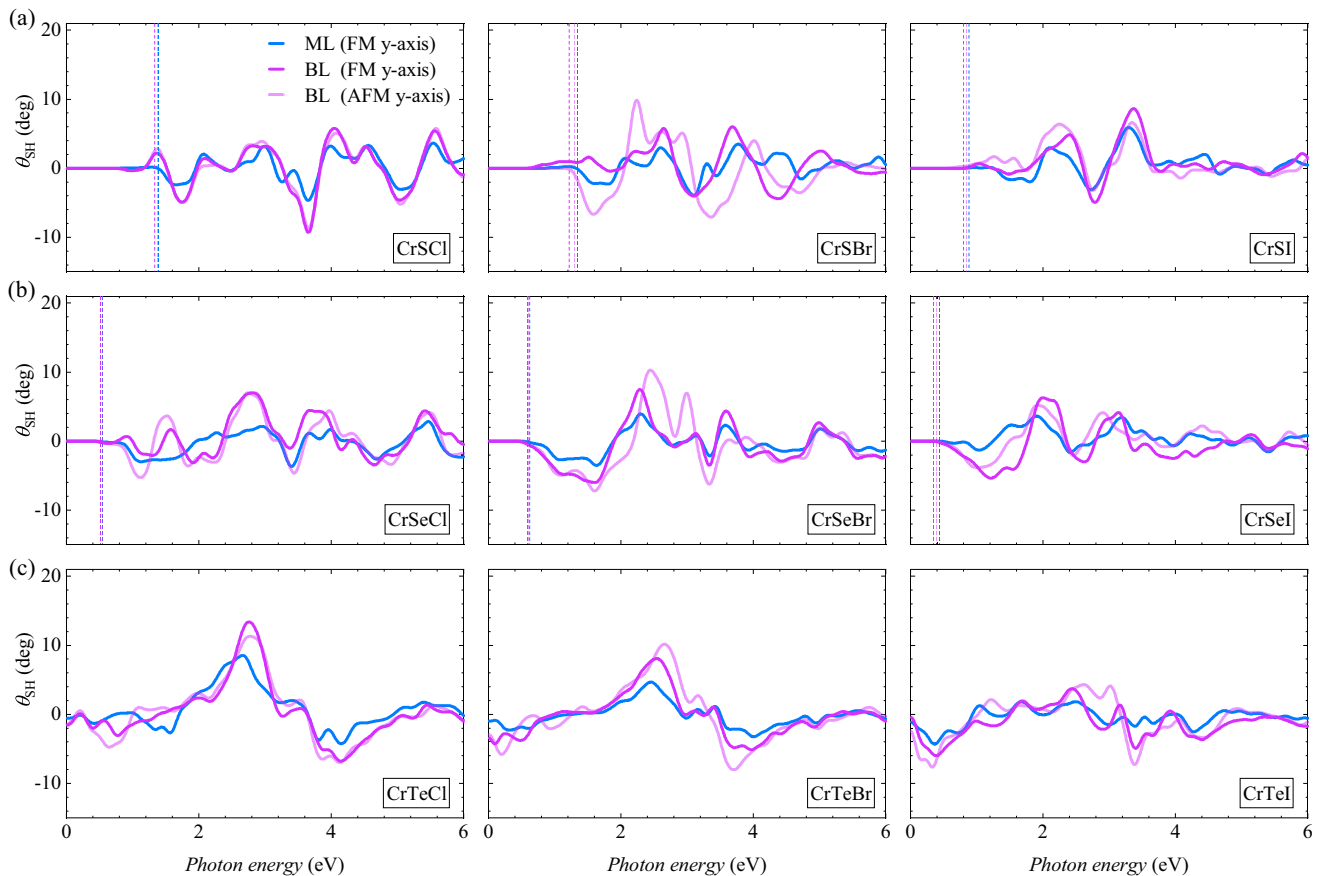 (a)
20
10
0
-10
θSH (deg)
ML (FM y-axis)
BL (FM y-axis)
BL (AFM y-axis)
CrSCl
CrSBr
CrSI
(b)
20
10
0
-10
θSH (deg)
CrSeCl
CrSeBr
CrSeI
(c)
20
10
0
-10
θSH (deg)
CrTeCl
CrTeBr
CrTeI
0 2 4 6 0 2 4 6 0 2 4 6
Photon energy (eV) Photon energy (eV) Photon energy (eV)